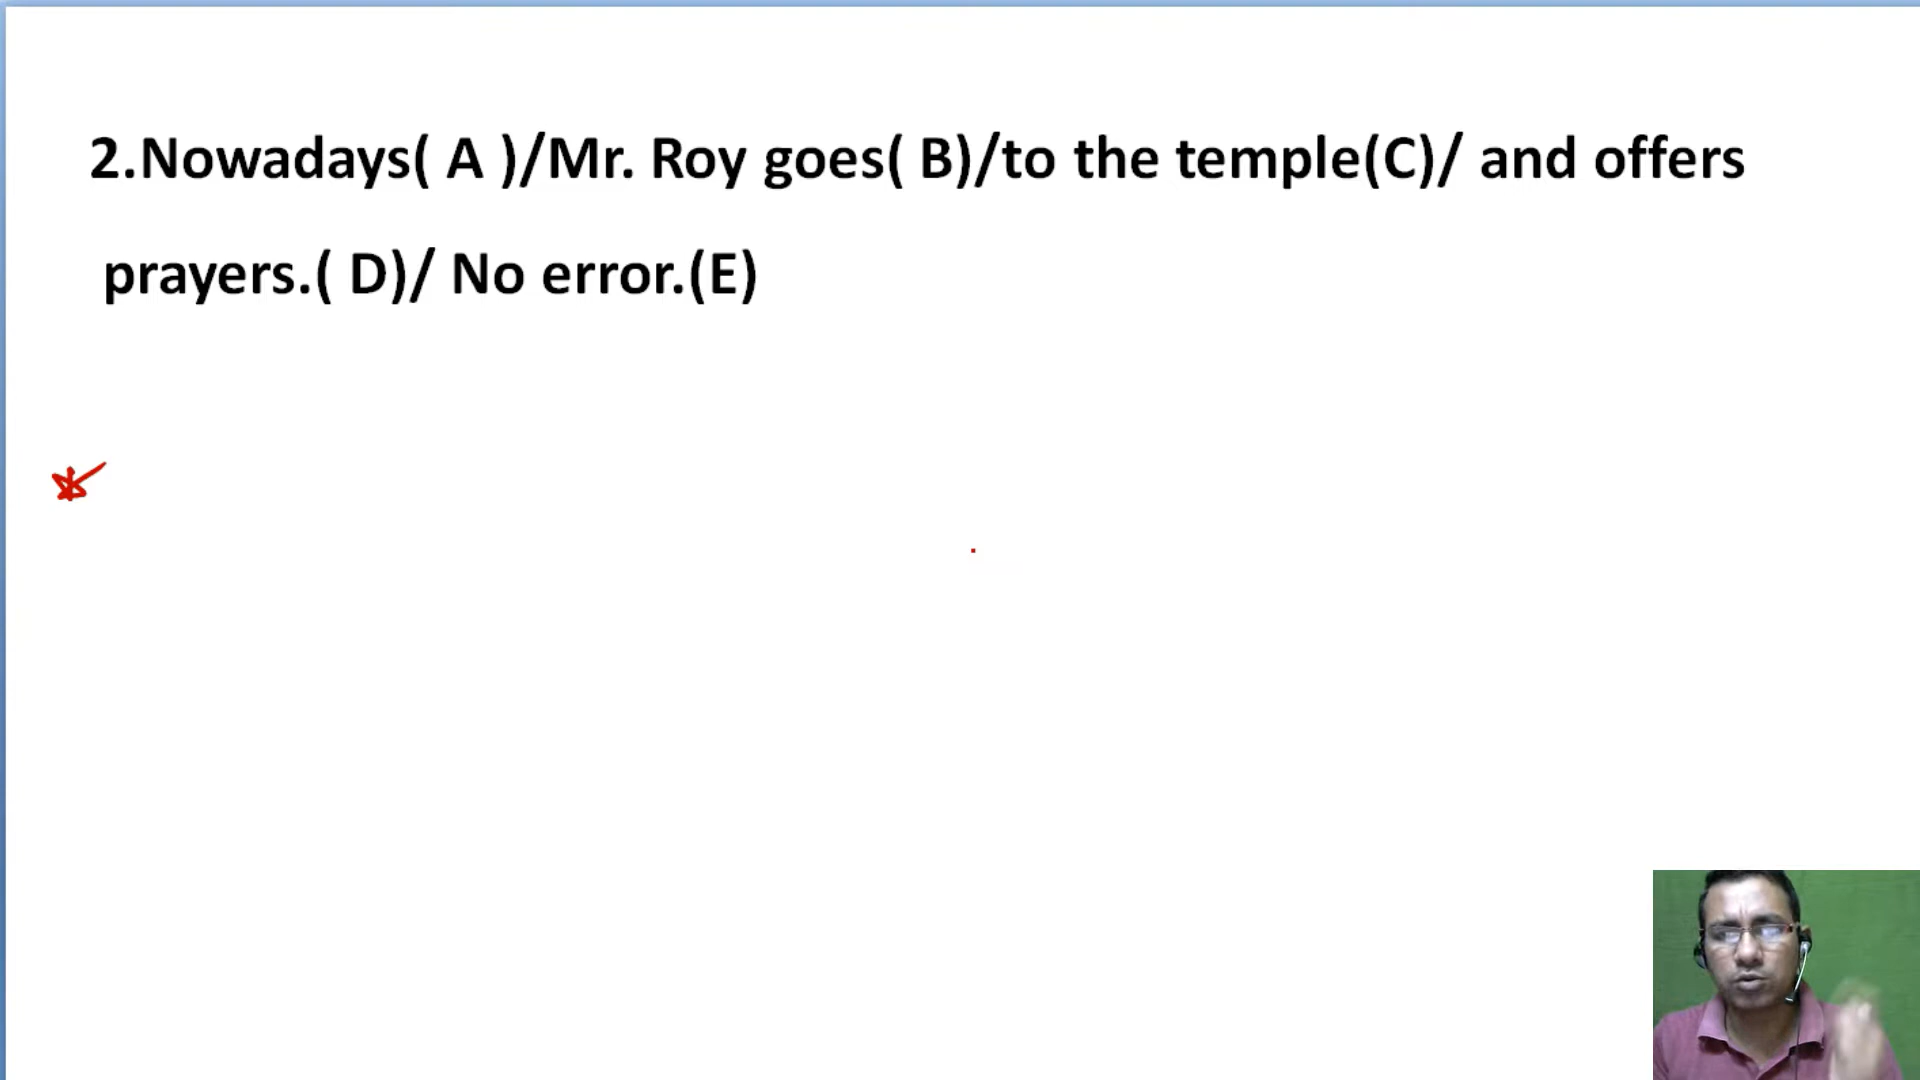 2.Nowadays( A )/Mr. Roy goes( B)/to the temple(C)/ and offers
prayers.( D)/ No error.(E)